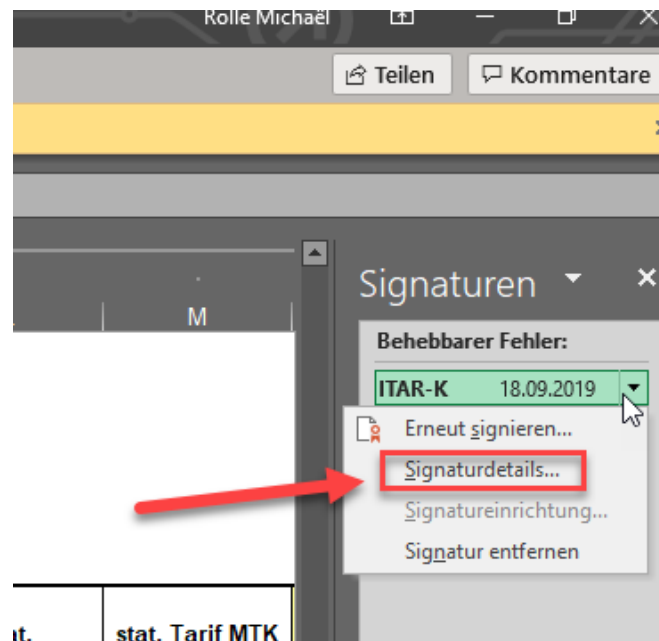 Rolle Michaël
Teilen
Kommentare
Signaturen
M
Behebbarer Fehler:
ITAR-K 18.09.2019
Erneut signieren...
Signaturdetails...
Signatureinrichtung...
Signatur entfernen
stat. Tarif MTK